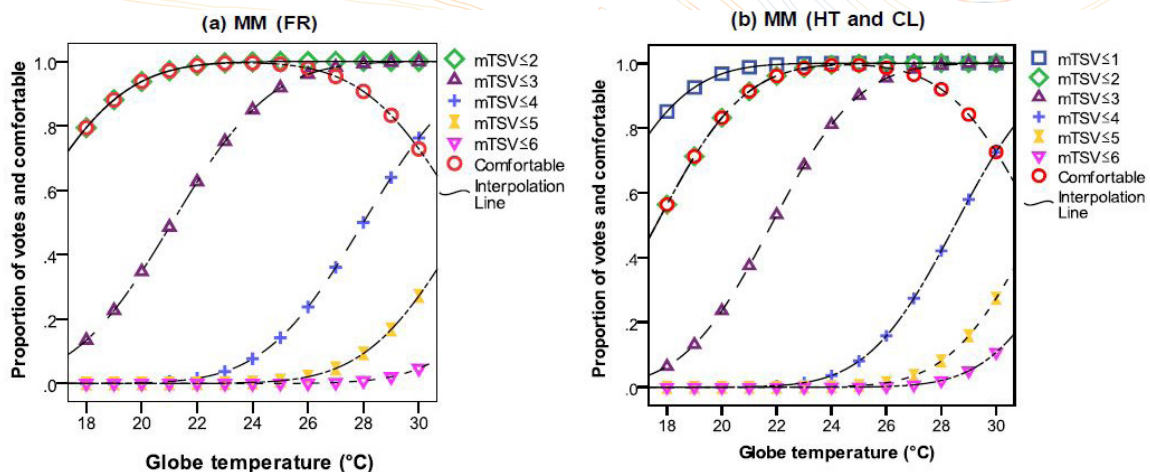 (a) MM (FR)
Proportion of votes and comfortable
1.0
.8
.6
.4
.2
.0
18 20 22 24 26 28 30
Globe temperature (°C)
mTSV≤2
mTSV≤3
mTSV≤4
mTSV≤5
mTSV≤6
Comfortable
Interpolation
Line
(b) MM (HT and CL)
Proportion of votes and comfortable
1.0
.8
.6
.4
.2
.0
18 20 22 24 26 28 30
Globe temperature (°C)
mTSV≤1
mTSV≤2
mTSV≤3
mTSV≤4
mTSV≤5
mTSV≤6
Comfortable
Interpolation
Line